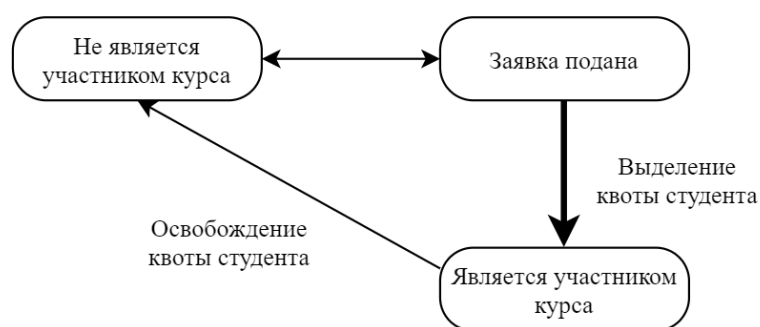 Не является
участником курса
Заявка подана
Выделение
квоты студента
Освобождение
квоты студента
Является участником
курса